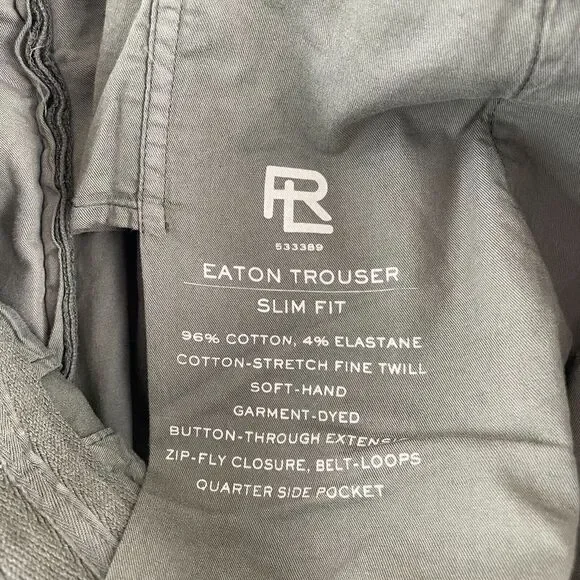 RL
533389
EATON TROUSER
SLIM FIT
96% COTTON, 4% ELASTANE
COTTON-STRETCH FINE TWILL
SOFT-HAND
GARMENT-DYED
BUTTON-THROUGH
ZIP-FLY CLOSURE, BELT-LOOPS
QUARTER SIDE POCKET